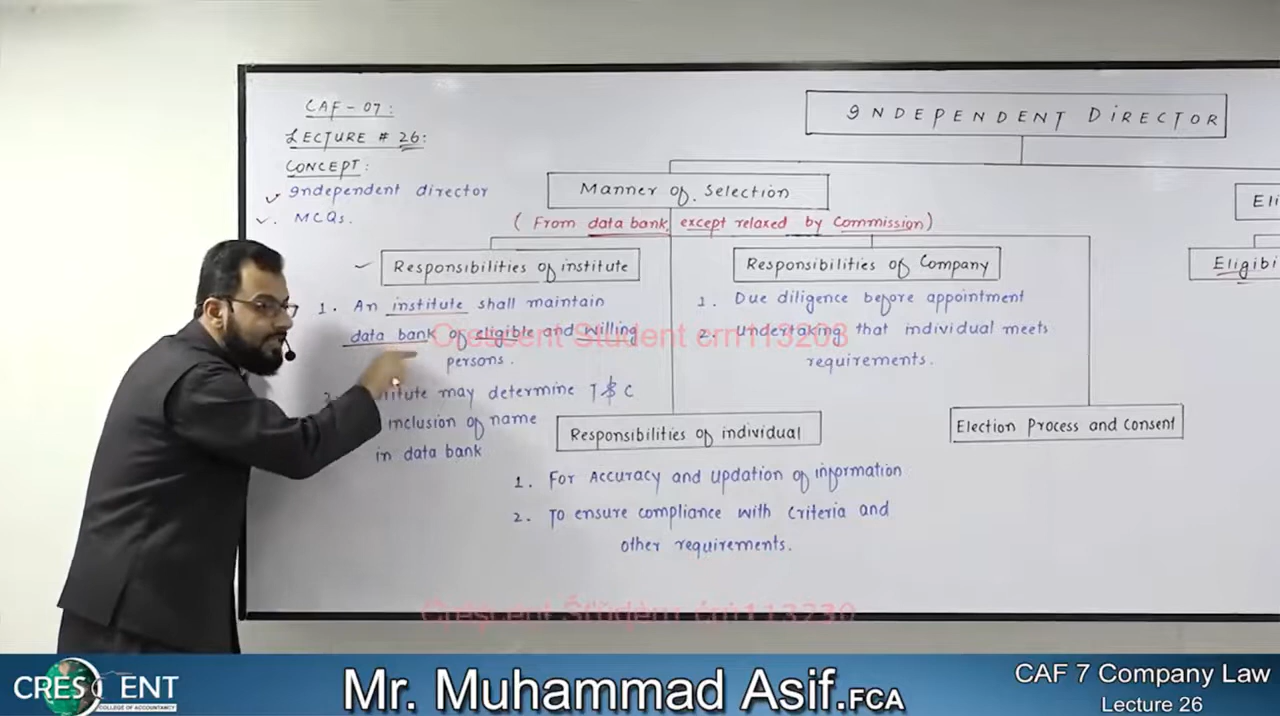 CAF - 07:
LECTURE # 26:
CONCEPT:
Independent director
MCQs.
INDEPENDENT DIRECTOR
Manner of Selection
(From data bank, except relaxed by Commission)
Responsibilities of institute
1. An institute shall maintain
data bank of eligible and willing
persons.
may determine T & C
inclusion of name
in data bank
Responsibilities of Company
1. Due diligence before appointment
2. undertaking that individual meets
requirements.
Responsibilities of individual
1. For Accuracy and updation of information
2. To ensure compliance with criteria and
other requirements.
Election Process and Consent
Eli
Eligibi
Crescent Student crn113203
Crescent Student crn113230
CRESCENT
COLLEGE OF ACCOUNTANCY
Mr. Muhammad Asif.FCA
CAF 7 Company Law
Lecture 26